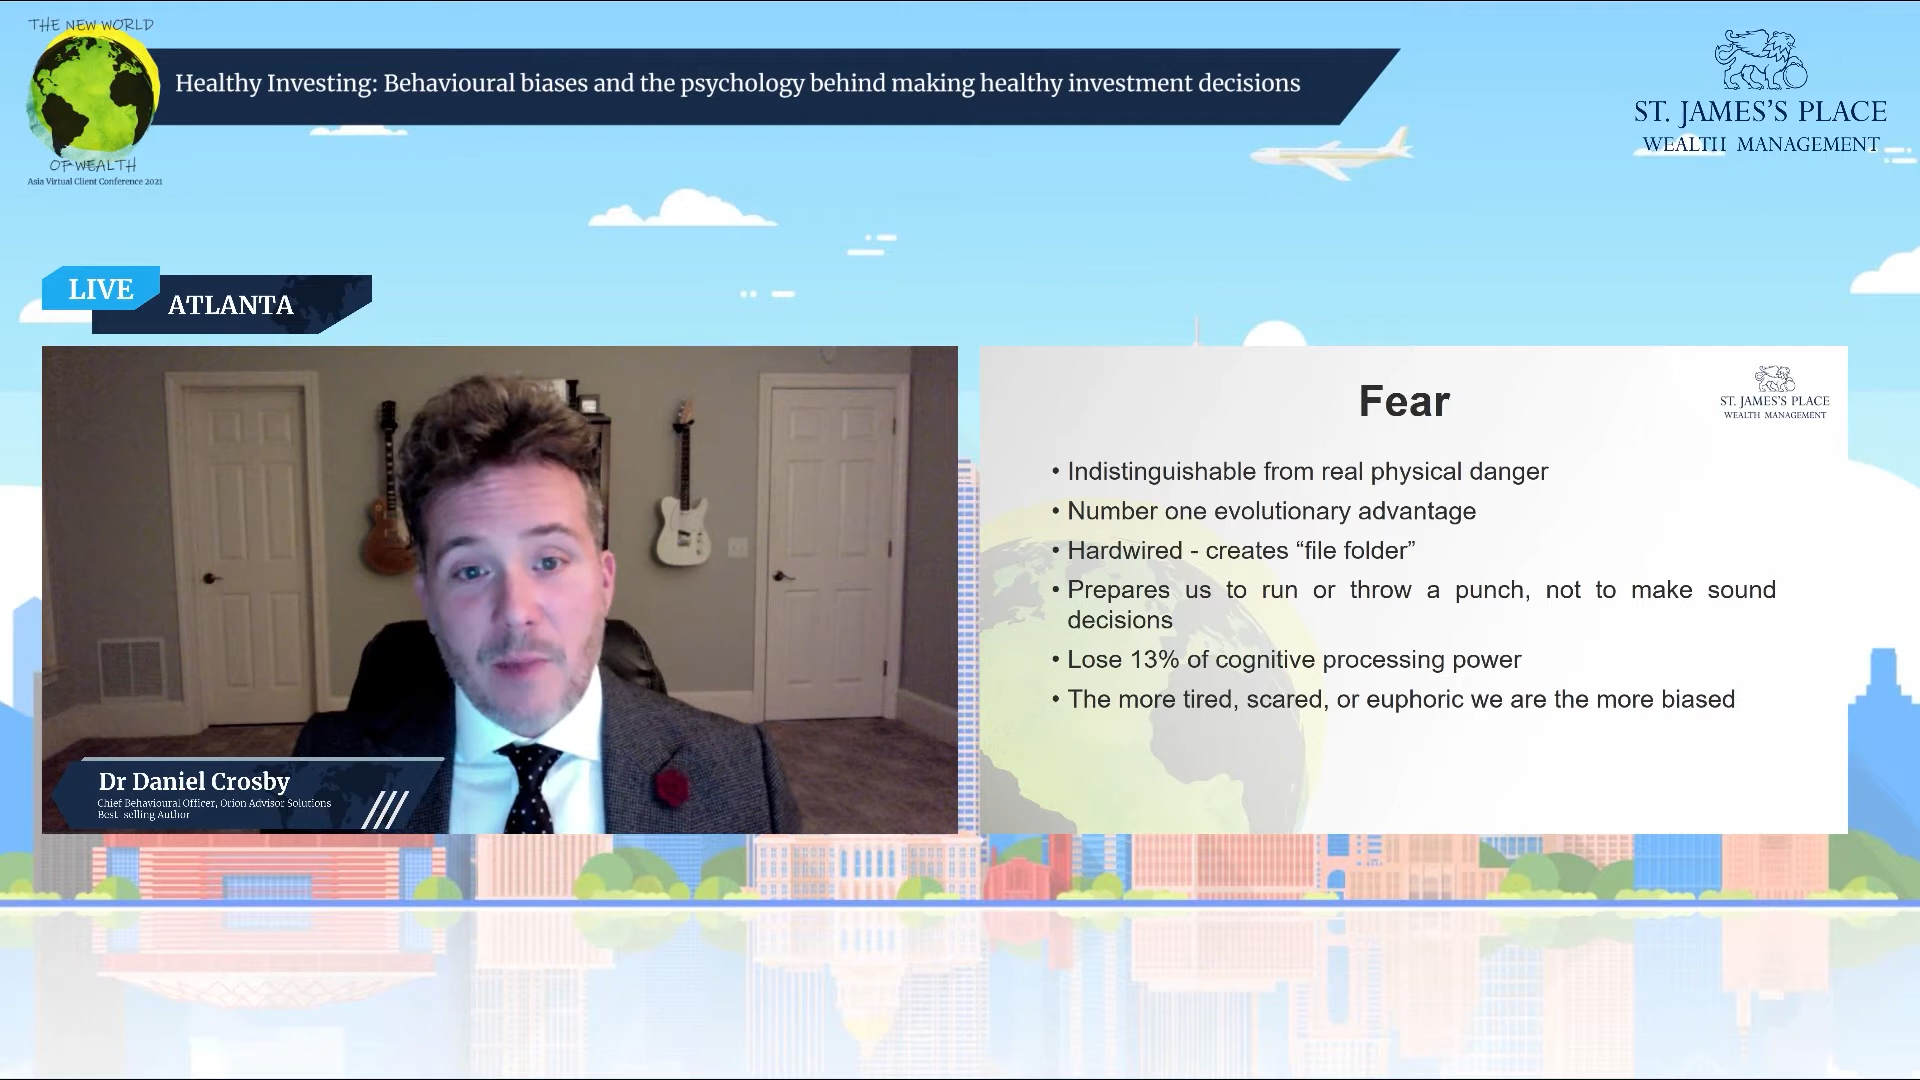 THE NEW WORLD
OF WEALTH
Asia Virtual Client Conference 2021
Healthy Investing: Behavioural biases and the psychology behind making healthy investment decisions
ST. JAMES'S PLACE
WEALTH MANAGEMENT
LIVE
ATLANTA
Dr Daniel Crosby
Chief Behavioural Officer, Orion Advisor Solutions
Best-selling Author
Fear
ST. JAMES'S PLACE
WEALTH MANAGEMENT
• Indistinguishable from real physical danger
• Number one evolutionary advantage
• Hardwired - creates “file folder”
• Prepares us to run or throw a punch, not to make sound
decisions
• Lose 13% of cognitive processing power
• The more tired, scared, or euphoric we are the more biased